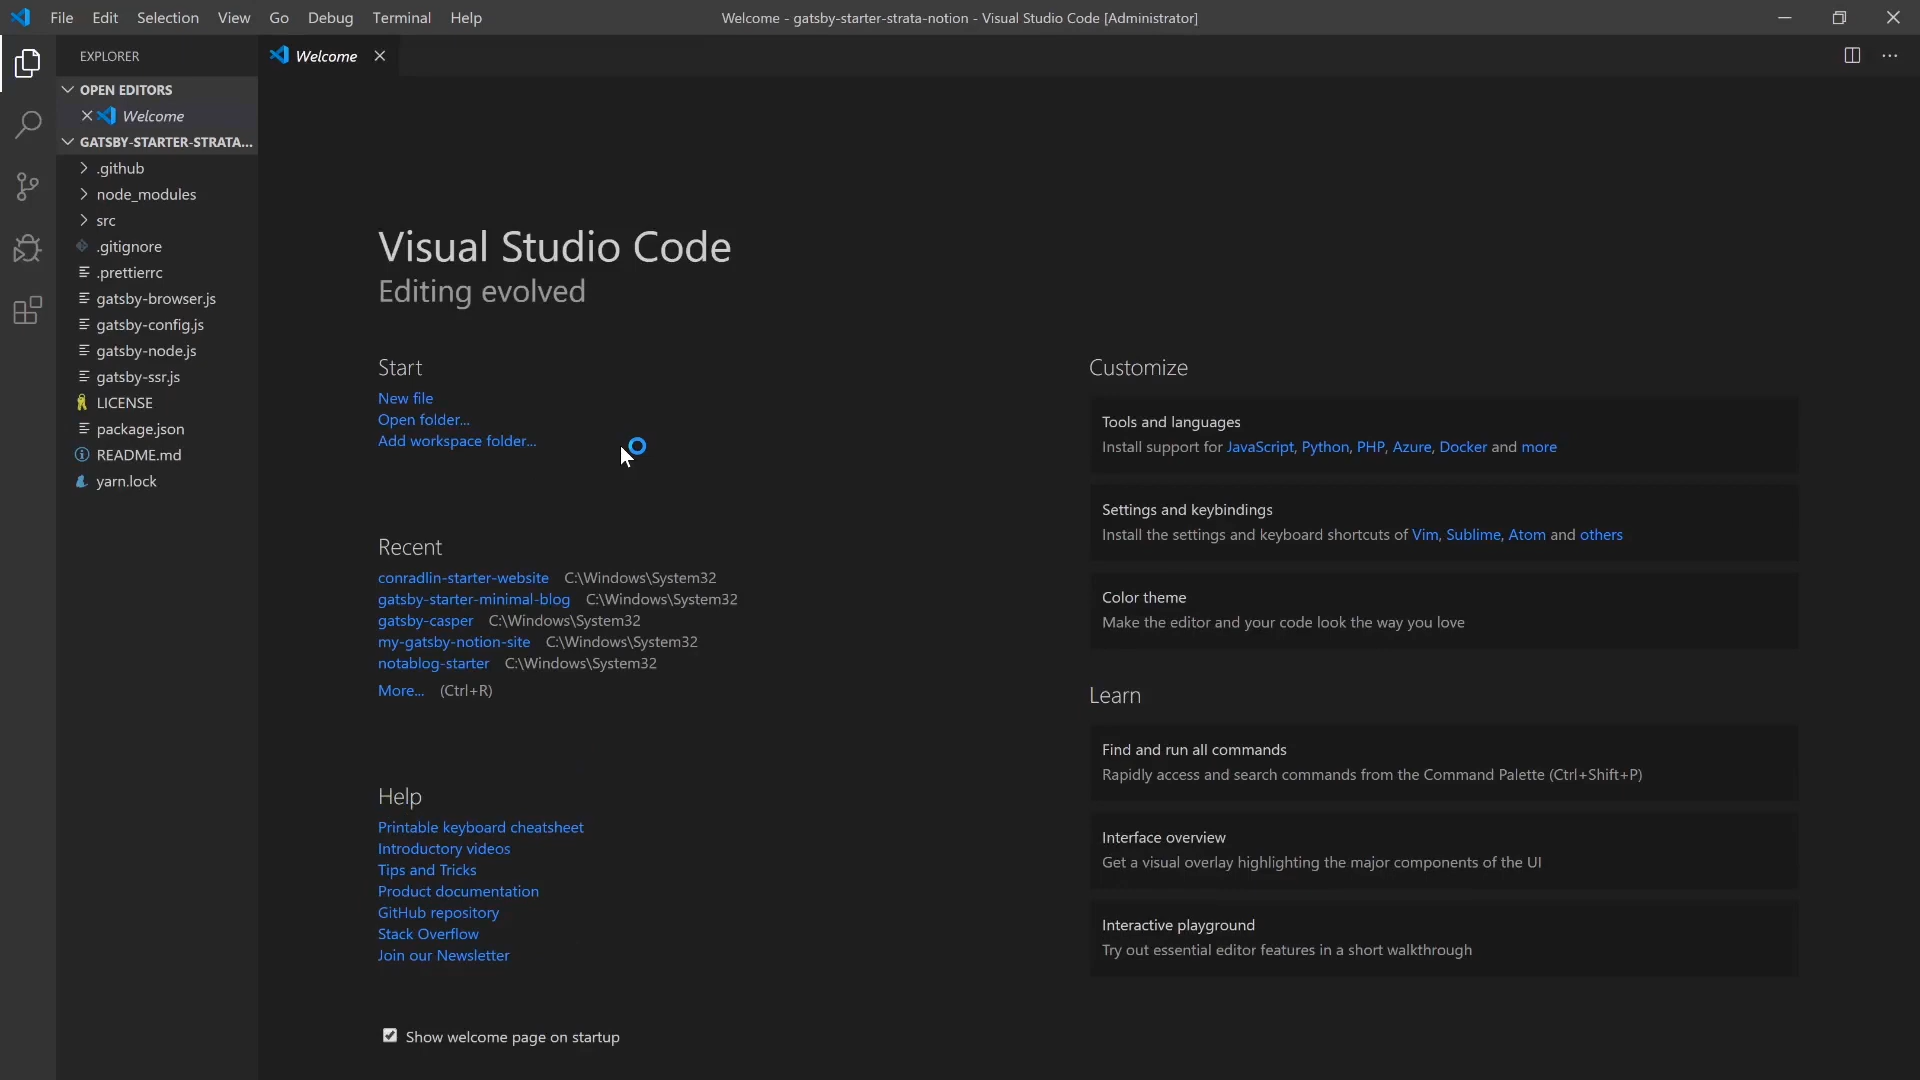 File Edit Selection View Go Debug Terminal Help
Welcome - gatsby-starter-strata-notion - Visual Studio Code [Administrator]
EXPLORER
Welcome
OPEN EDITORS
Welcome
GATSBY-STARTER-STRATA...
.github
node_modules
src
.gitignore
.prettierrc
gatsby-browser.js
gatsby-config.js
gatsby-node.js
gatsby-ssr.js
LICENSE
package.json
README.md
yarn.lock
Visual Studio Code
Editing evolved
Start
New file
Open folder...
Add workspace folder...
Recent
conradlin-starter-website C:\Windows\System32
gatsby-starter-minimal-blog C:\Windows\System32
gatsby-casper C:\Windows\System32
my-gatsby-notion-site C:\Windows\System32
notablog-starter C:\Windows\System32
More... (Ctrl+R)
Help
Printable keyboard cheatsheet
Introductory videos
Tips and Tricks
Product documentation
GitHub repository
Stack Overflow
Join our Newsletter
Show welcome page on startup
Customize
Tools and languages
Install support for JavaScript, Python, PHP, Azure, Docker and more
Settings and keybindings
Install the settings and keyboard shortcuts of Vim, Sublime, Atom and others
Color theme
Make the editor and your code look the way you love
Learn
Find and run all commands
Rapidly access and search commands from the Command Palette (Ctrl+Shift+P)
Interface overview
Get a visual overlay highlighting the major components of the UI
Interactive playground
Try out essential editor features in a short walkthrough